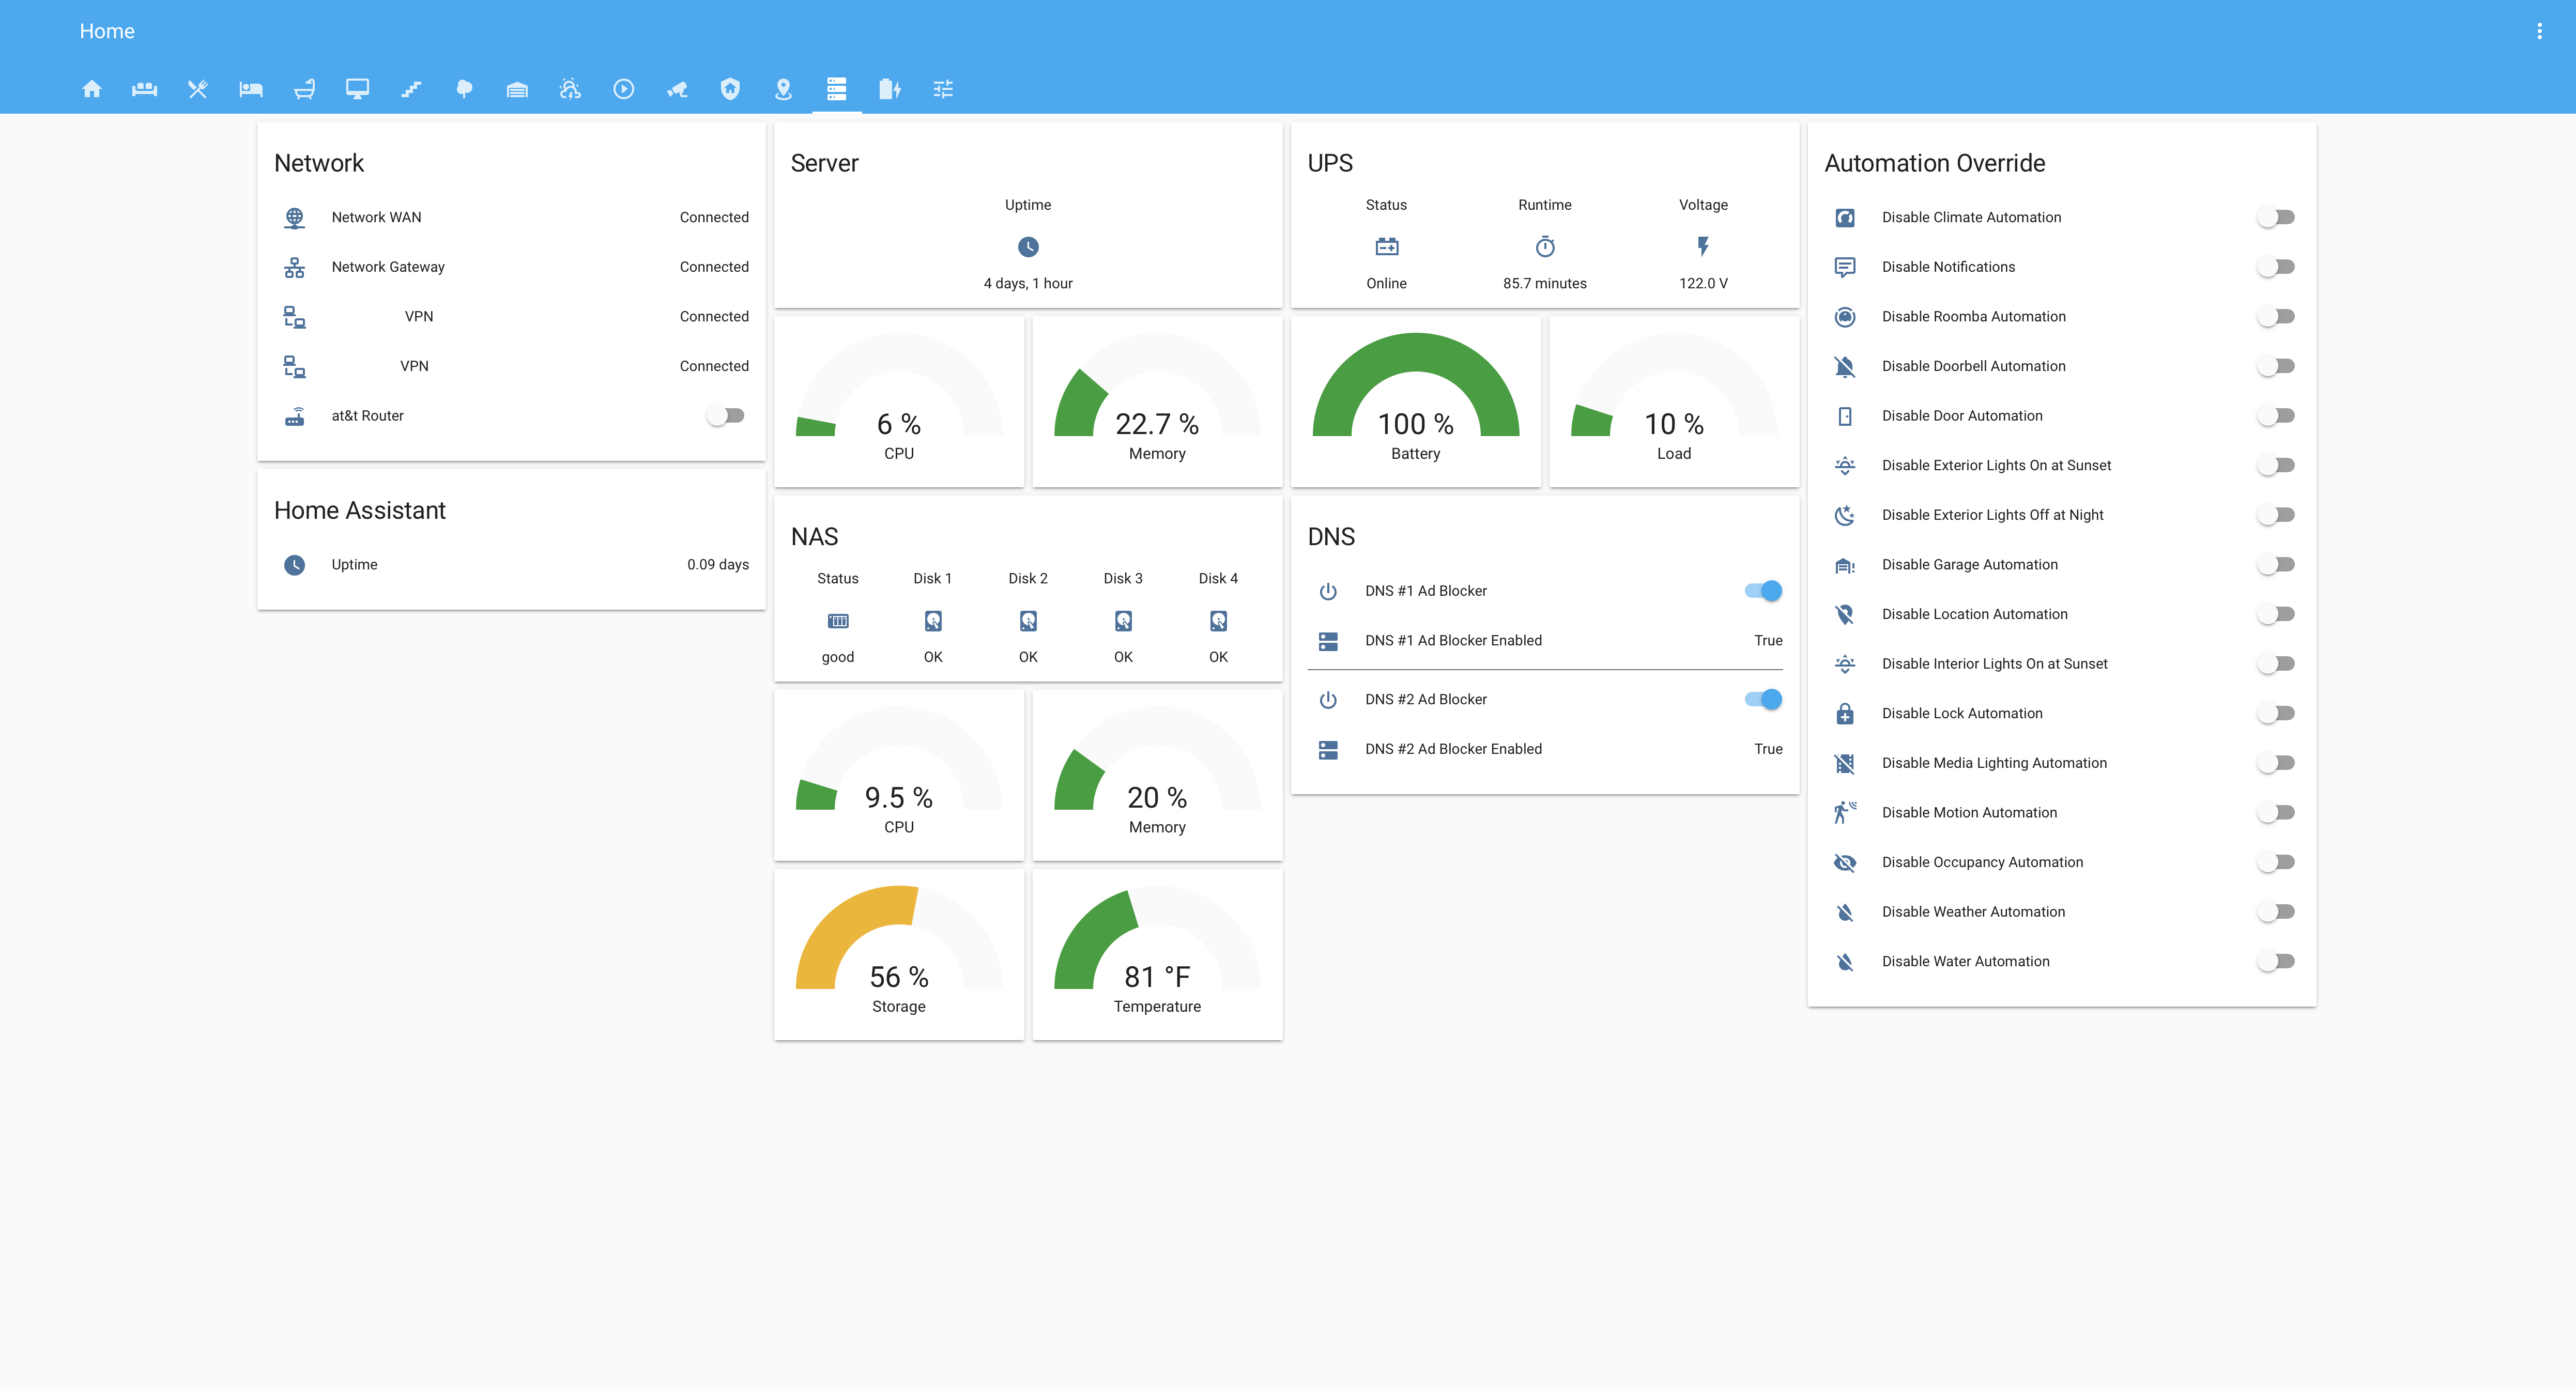 Home
Network
Network WAN Connected
Network Gateway Connected
VPN Connected
VPN Connected
at&t Router
Home Assistant
Uptime 0.09 days
Server
Uptime
4 days, 1 hour
6 %
CPU
22.7 %
Memory
NAS
Status Disk 1 Disk 2 Disk 3 Disk 4
good OK OK OK OK
9.5 %
CPU
20 %
Memory
56 %
Storage
81 °F
Temperature
UPS
Status Runtime Voltage
Online 85.7 minutes 122.0 V
100 %
Battery
10 %
Load
DNS
DNS #1 Ad Blocker
DNS #1 Ad Blocker Enabled True
DNS #2 Ad Blocker
DNS #2 Ad Blocker Enabled True
Automation Override
Disable Climate Automation
Disable Notifications
Disable Roomba Automation
Disable Doorbell Automation
Disable Door Automation
Disable Exterior Lights On at Sunset
Disable Exterior Lights Off at Night
Disable Garage Automation
Disable Location Automation
Disable Interior Lights On at Sunset
Disable Lock Automation
Disable Media Lighting Automation
Disable Motion Automation
Disable Occupancy Automation
Disable Weather Automation
Disable Water Automation